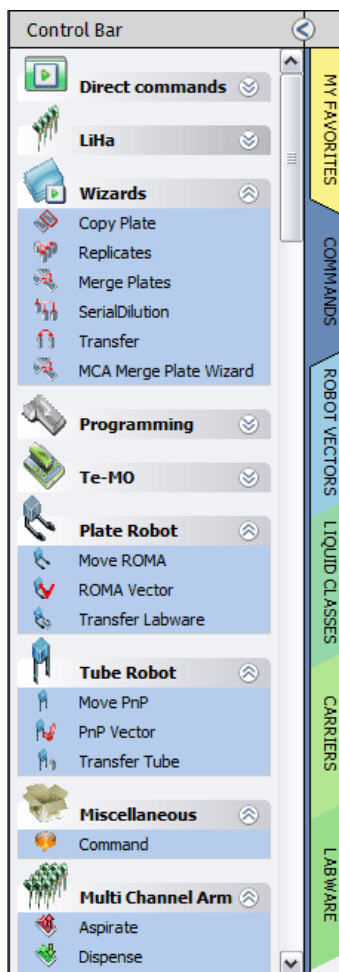 Control Bar
Direct commands
LiHa
Wizards
Copy Plate
Replicates
Merge Plates
SerialDilution
Transfer
MCA Merge Plate Wizard
Programming
Te-MO
Plate Robot
Move ROMA
ROMA Vector
Transfer Labware
Tube Robot
Move PnP
PnP Vector
Transfer Tube
Miscellaneous
Command
Multi Channel Arm
Aspirate
Dispense
MY FAVORITES
COMMANDS
ROBOT VECTORS
LIQUID CLASSES
CARRIERS
LABWARE